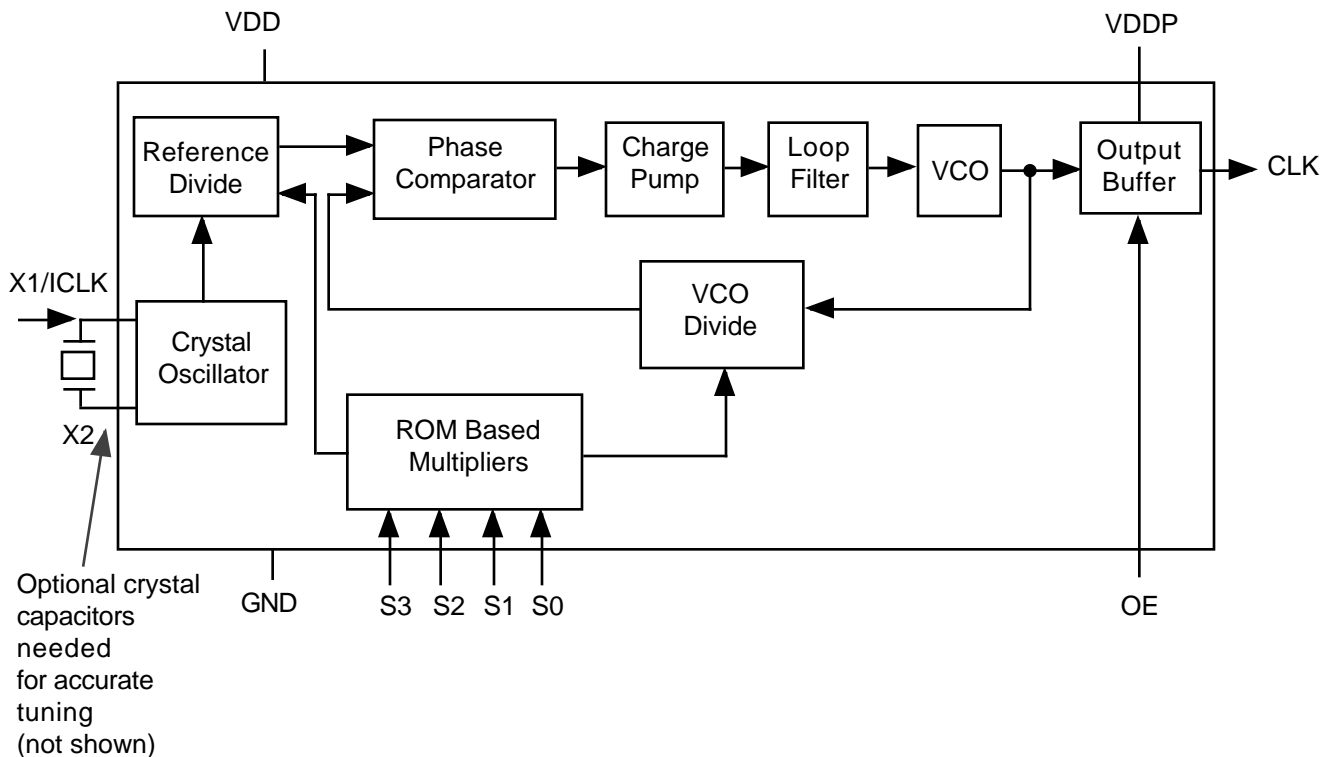 VDD
VDDP
Reference
Divide
Phase
Comparator
Charge
Pump
Loop
Filter
VCO
Output
Buffer
CLK
X1/ICLK
Crystal
Oscillator
VCO
Divide
X2
ROM Based
Multipliers
Optional crystal
capacitors
needed
for accurate
tuning
(not shown)
GND
S3
S2
S1
S0
OE